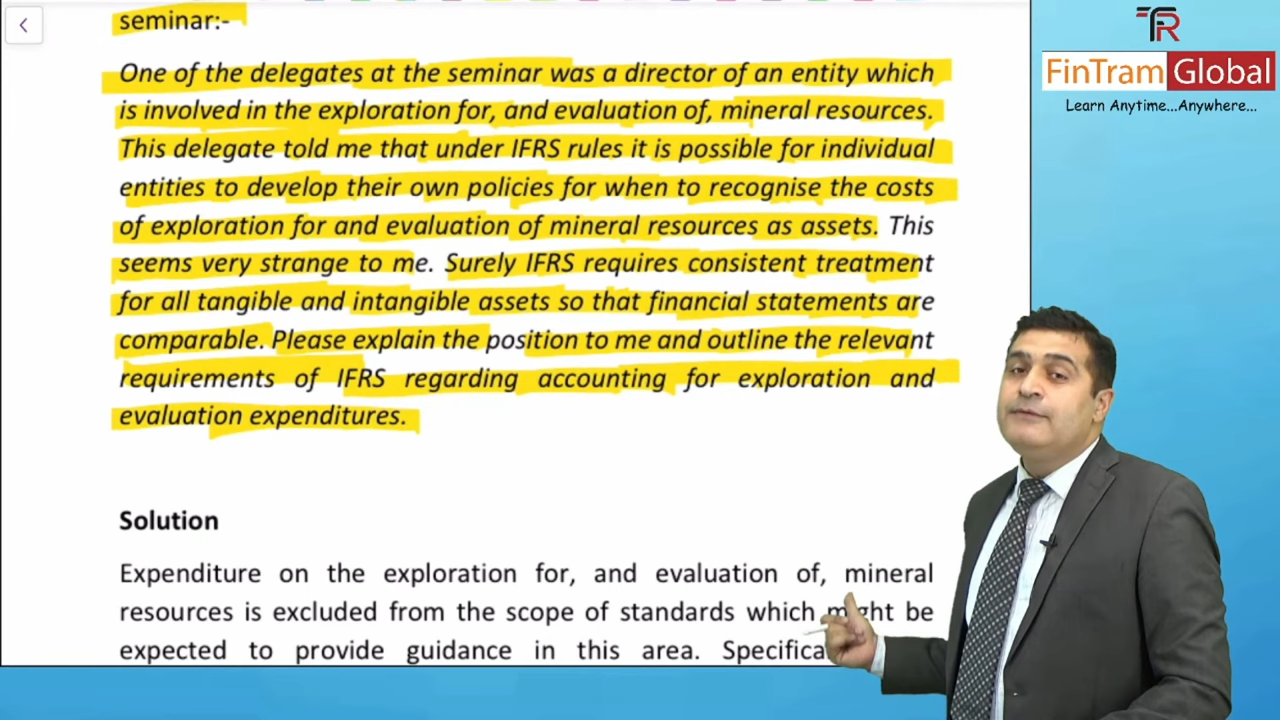 seminar:-
One of the delegates at the seminar was a director of an entity which
is involved in the exploration for, and evaluation of, mineral resources.
This delegate told me that under IFRS rules it is possible for individual
entities to develop their own policies for when to recognise the costs
of exploration for and evaluation of mineral resources as assets. This
seems very strange to me. Surely IFRS requires consistent treatment
for all tangible and intangible assets so that financial statements are
comparable. Please explain the position to me and outline the relevant
requirements of IFRS regarding accounting for exploration and
evaluation expenditures.
Solution
Expenditure on the exploration for, and evaluation of, mineral
resources is excluded from the scope of standards which might be
expected to provide guidance in this area.
FR
FinTram Global
Learn Anytime...Anywhere...